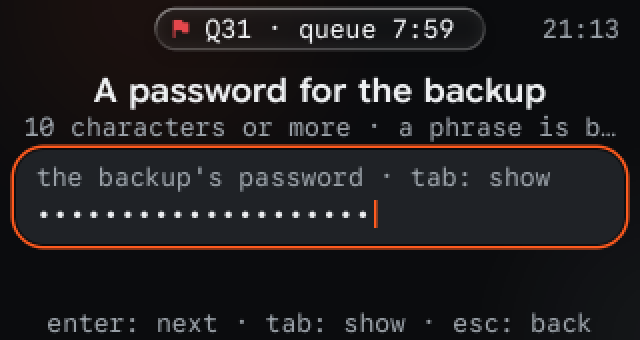 Q31 · queue 7:59
21:13
A password for the backup
10 characters or more · a phrase is b…
the backup's password · tab: show
••••••••••••••••••••
enter: next · tab: show · esc: back